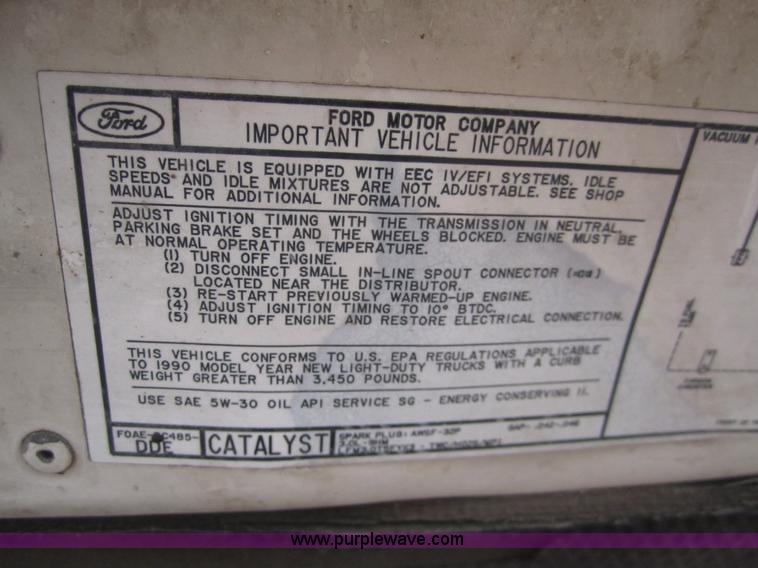 Ford
FORD MOTOR COMPANY
IMPORTANT VEHICLE INFORMATION
VACUUM
THIS VEHICLE IS EQUIPPED WITH EEC IV/EFI SYSTEMS. IDLE
SPEEDS AND IDLE MIXTURES ARE NOT ADJUSTABLE. SEE SHOP
MANUAL FOR ADDITIONAL INFORMATION.
ADJUST IGNITION TIMING WITH THE TRANSMISSION IN NEUTRAL,
PARKING BRAKE SET AND THE WHEELS BLOCKED. ENGINE MUST BE
AT NORMAL OPERATING TEMPERATURE.
(1) TURN OFF ENGINE.
(2) DISCONNECT SMALL IN-LINE SPOUT CONNECTOR
LOCATED NEAR THE DISTRIBUTOR.
(3) RE-START PREVIOUSLY WARMED-UP ENGINE.
(4) ADJUST IGNITION TIMING TO 10° BTDC.
(5) TURN OFF ENGINE AND RESTORE ELECTRICAL CONNECTION.
THIS VEHICLE CONFORMS TO U.S. EPA REGULATIONS APPLICABLE
TO 1990 MODEL YEAR NEW LIGHT-DUTY TRUCKS WITH A CURB
WEIGHT GREATER THAN 3,450 POUNDS.
USE SAE 5W-30 OIL API SERVICE SG - ENERGY CONSERVING II.
DDE
CATALYST
SPARK PLUG: AWSF-32P GAP-
www.purplewave.com